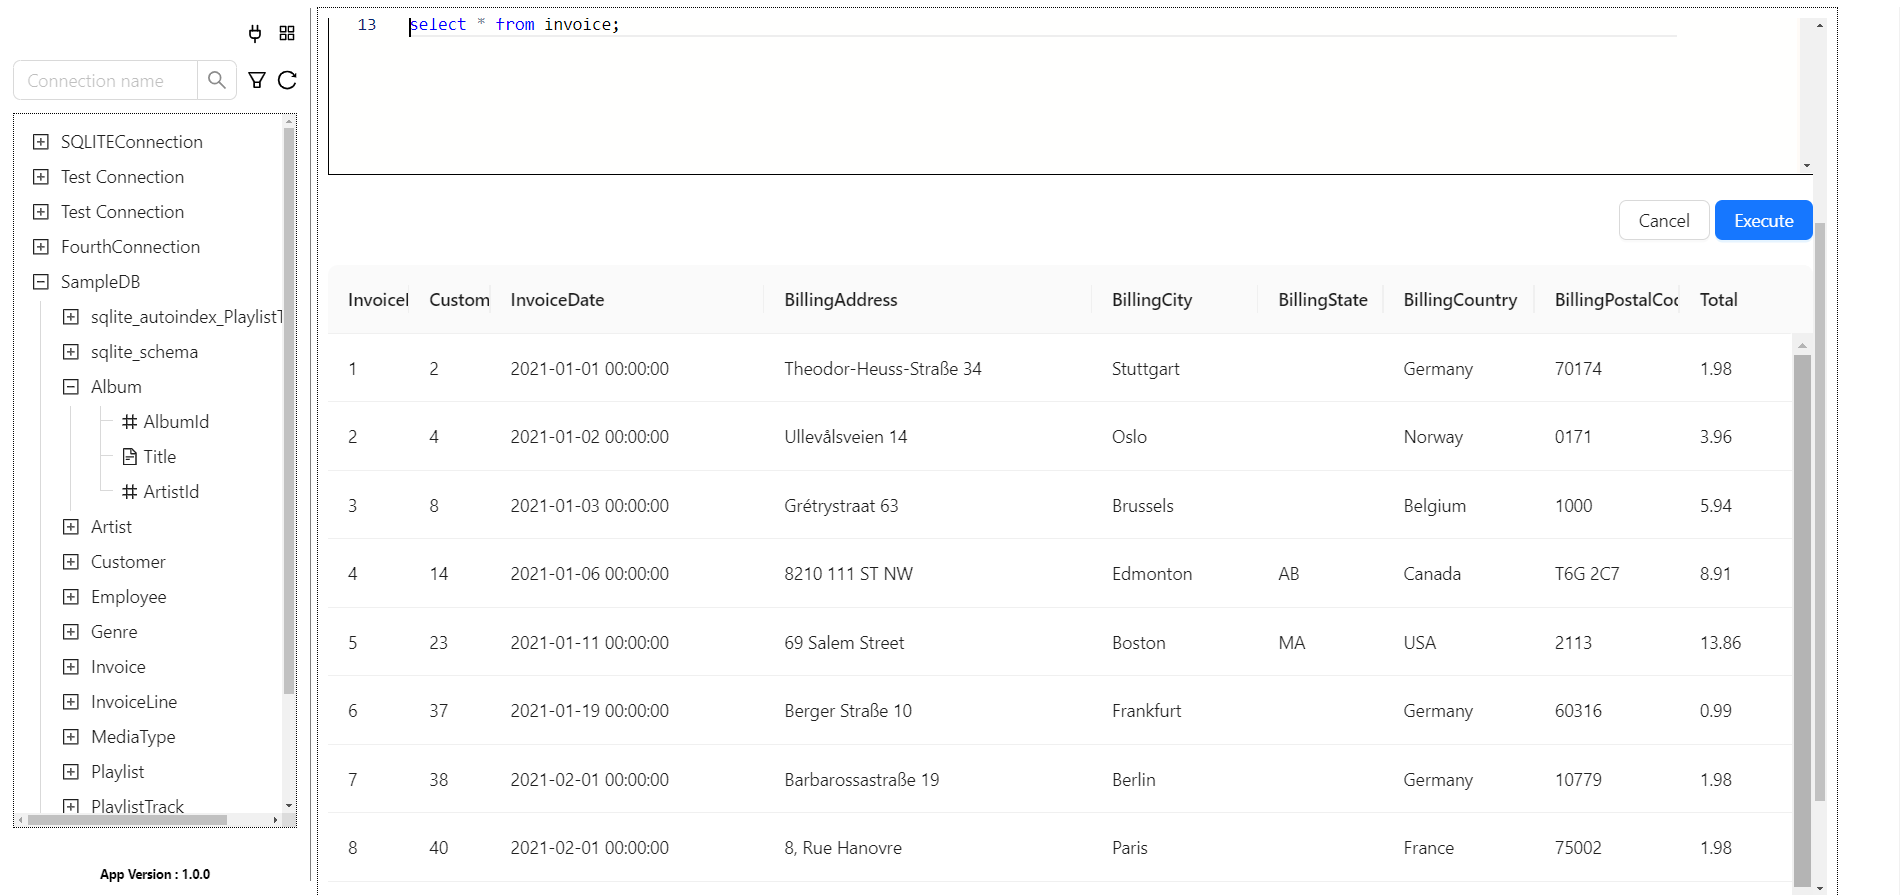 Connection name
SQLITEConnection
Test Connection
Test Connection
FourthConnection
SampleDB
sqlite_autoindex_Playlist
sqlite_schema
Album
AlbumId
Title
ArtistId
Artist
Customer
Employee
Genre
Invoice
InvoiceLine
MediaType
Playlist
PlaylistTrack
App Version : 1.0.0
13 select * from invoice;
Cancel Execute
InvoiceI Custom InvoiceDate BillingAddress BillingCity BillingState BillingCountry BillingPostalCo Total
1 2 2021-01-01 00:00:00 Theodor-Heuss-Straße 34 Stuttgart Germany 70174 1.98
2 4 2021-01-02 00:00:00 Ullevålsveien 14 Oslo Norway 0171 3.96
3 8 2021-01-03 00:00:00 Grétrystraat 63 Brussels Belgium 1000 5.94
4 14 2021-01-06 00:00:00 8210 111 ST NW Edmonton AB Canada T6G 2C7 8.91
5 23 2021-01-11 00:00:00 69 Salem Street Boston MA USA 2113 13.86
6 37 2021-01-19 00:00:00 Berger Straße 10 Frankfurt Germany 60316 0.99
7 38 2021-02-01 00:00:00 Barbarossastraße 19 Berlin Germany 10779 1.98
8 40 2021-02-01 00:00:00 8, Rue Hanovre Paris France 75002 1.98